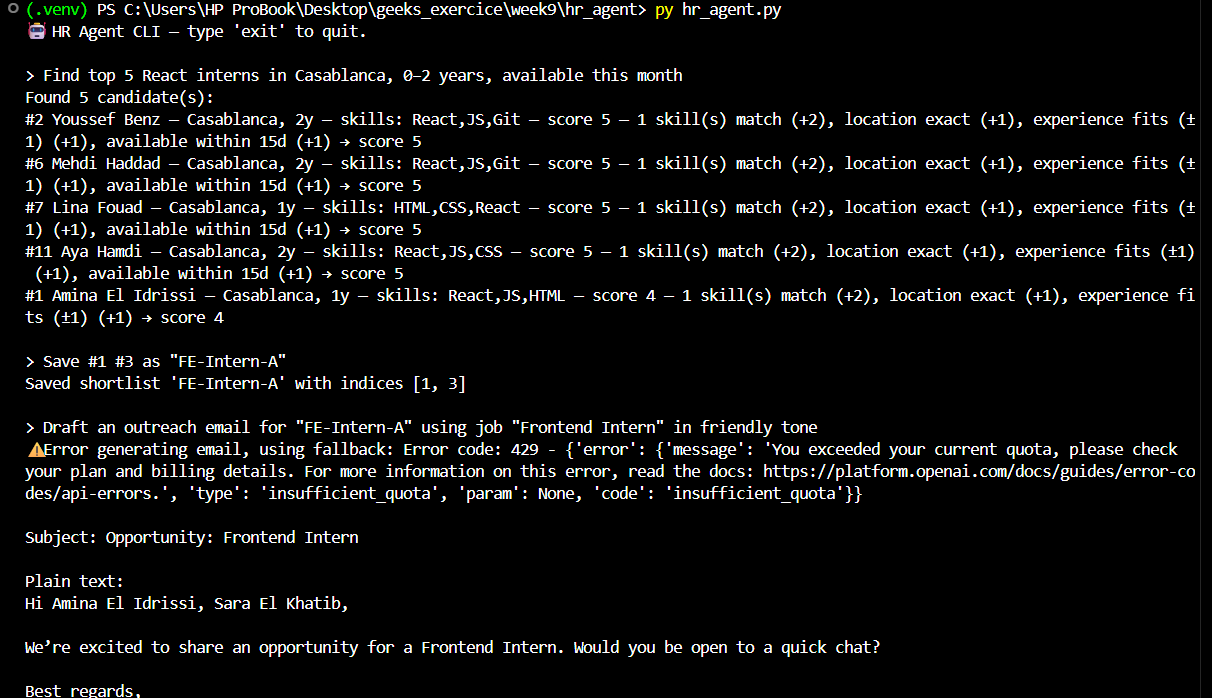 (.venv) PS C:\Users\HP ProBook\Desktop\geeks_exercice\week9\hr_agent> py hr_agent.py
HR Agent CLI — type 'exit' to quit.
> Find top 5 React interns in Casablanca, 0–2 years, available this month
Found 5 candidate(s):
#2 Youssef Benz — Casablanca, 2y — skills: React,JS,Git — score 5 — 1 skill(s) match (+2), location exact (+1), experience fits (±
1) (+1), available within 15d (+1) → score 5
#6 Mehdi Haddad — Casablanca, 2y — skills: React,JS,Git — score 5 — 1 skill(s) match (+2), location exact (+1), experience fits (±
1) (+1), available within 15d (+1) → score 5
#7 Lina Fouad — Casablanca, 1y — skills: HTML,CSS,React — score 5 — 1 skill(s) match (+2), location exact (+1), experience fits (±
1) (+1), available within 15d (+1) → score 5
#11 Aya Hamdi — Casablanca, 2y — skills: React,JS,CSS — score 5 — 1 skill(s) match (+2), location exact (+1), experience fits (±1)
(+1), available within 15d (+1) → score 5
#1 Amina El Idrissi — Casablanca, 1y — skills: React,JS,HTML — score 4 — 1 skill(s) match (+2), location exact (+1), experience fi
ts (±1) (+1) → score 4
> Save #1 #3 as "FE-Intern-A"
Saved shortlist 'FE-Intern-A' with indices [1, 3]
> Draft an outreach email for "FE-Intern-A" using job "Frontend Intern" in friendly tone
⚠️Error generating email, using fallback: Error code: 429 - {'error': {'message': 'You exceeded your current quota, please check
your plan and billing details. For more information on this error, read the docs: https://platform.openai.com/docs/guides/error-co
des/api-errors.', 'type': 'insufficient_quota', 'param': None, 'code': 'insufficient_quota'}}
Subject: Opportunity: Frontend Intern
Plain text:
Hi Amina El Idrissi, Sara El Khatib,
We’re excited to share an opportunity for a Frontend Intern. Would you be open to a quick chat?
Best regards,